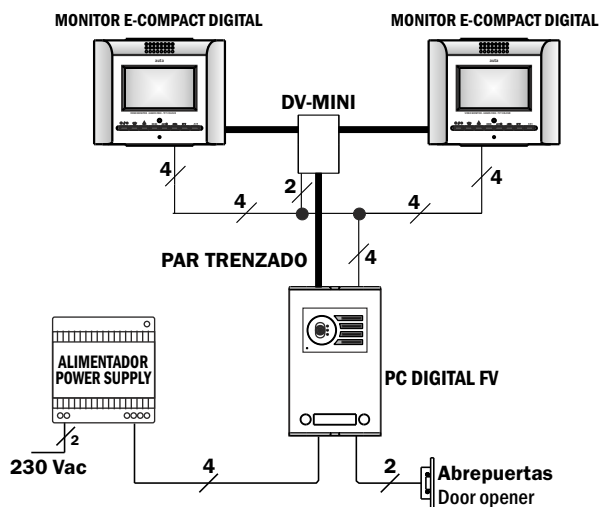 MONITOR E-COMPACT DIGITAL
MONITOR E-COMPACT DIGITAL
DV-MINI
4
2
4
4
4
4
PAR TRENZADO
ALIMENTADOR
POWER SUPPLY
PC DIGITAL FV
2
230 Vac
4
2
Abrepuertas
Door opener